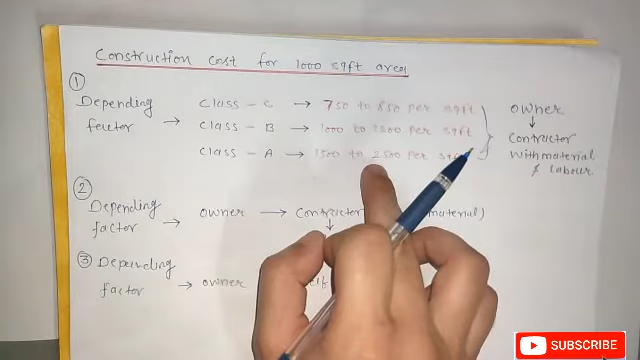 Construction cost for 1000 sqft area
①
Depending feuctor → Class - C → 750 to 850 per sqft
Class - B → 1000 to 1200 per sqft
Class - A → 1500 to 2500 per
owner
↓
Contractor
with material
& labour
②
Depending factor → owner → Contractor material)
↓
③ Depending factor → owner
SUBSCRIBE